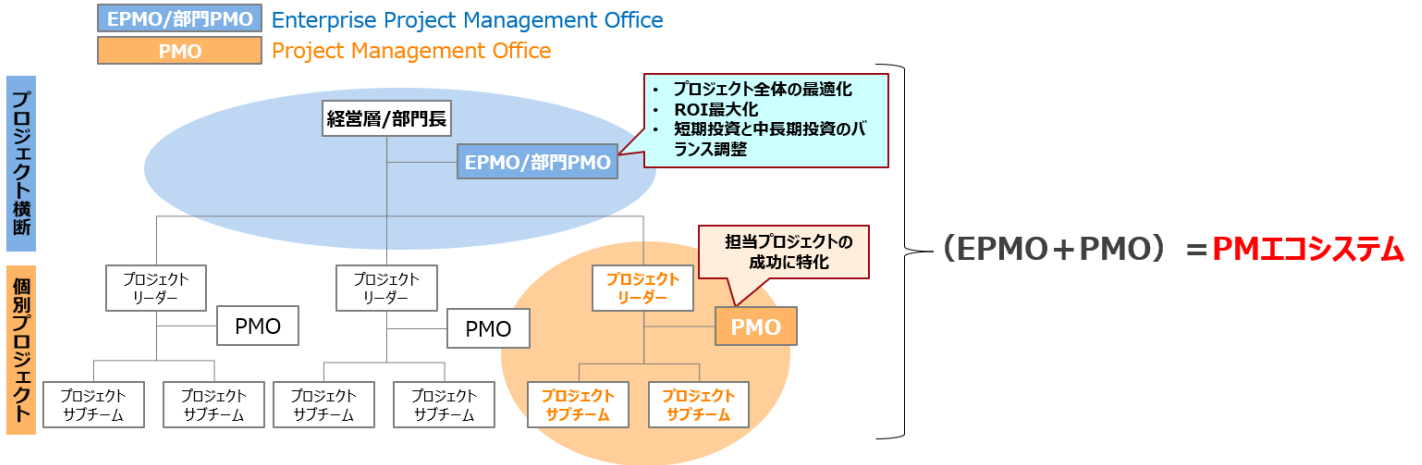 EPMO/部門PMO Enterprise Project Management Office
PMO Project Management Office
プロジェクト横断
経営層/部門長
EPMO/部門PMO
・ プロジェクト全体の最適化
・ ROI最大化
・ 短期投資と中長期投資のバ
ランス調整
担当プロジェクトの
成功に特化
(EPMO+PMO)=PMエコシステム
個別プロジェクト
プロジェクト
リーダー
PMO
プロジェクト
サブチーム
プロジェクト
サブチーム
プロジェクト
リーダー
PMO
プロジェクト
サブチーム
プロジェクト
サブチーム
プロジェクト
リーダー
PMO
プロジェクト
サブチーム
プロジェクト
サブチーム